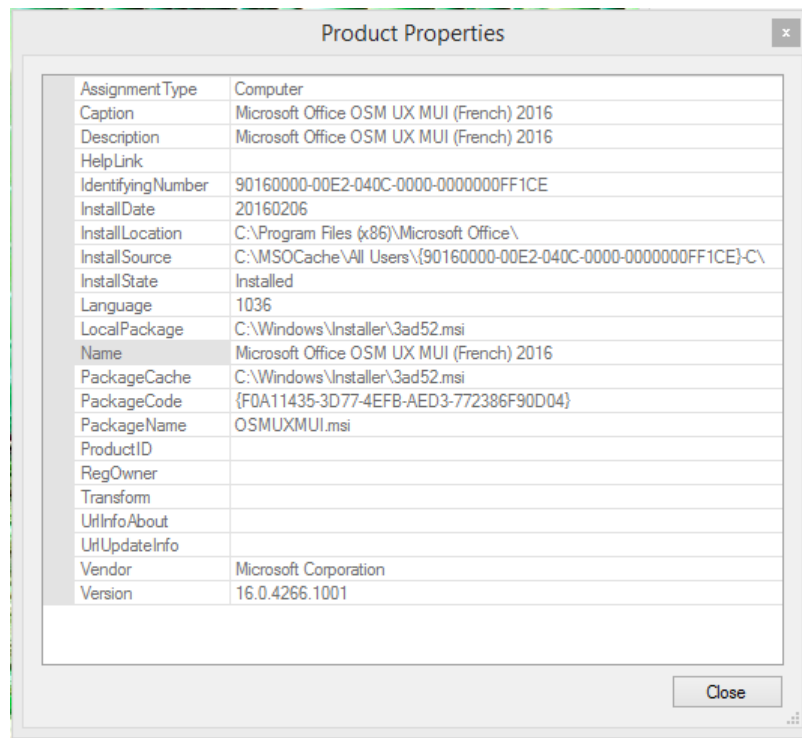 Product Properties
x
AssignmentType Computer
Caption Microsoft Office OSM UX MUI (French) 2016
Description Microsoft Office OSM UX MUI (French) 2016
HelpLink
IdentifyingNumber 90160000-00E2-040C-0000-0000000FF1CE
InstallDate 20160206
InstallLocation C:\Program Files (x86)\Microsoft Office\
InstallSource C:\MSOCache\All Users\{90160000-00E2-040C-0000-0000000FF1CE}-C\
InstallState Installed
Language 1036
LocalPackage C:\Windows\Installer\3ad52.msi
Name Microsoft Office OSM UX MUI (French) 2016
PackageCache C:\Windows\Installer\3ad52.msi
PackageCode {F0A11435-3D77-4EFB-AED3-772386F90D04}
PackageName OSMUXMUI.msi
ProductID
RegOwner
Transform
UrlInfoAbout
UrlUpdateInfo
Vendor Microsoft Corporation
Version 16.0.4266.1001
Close